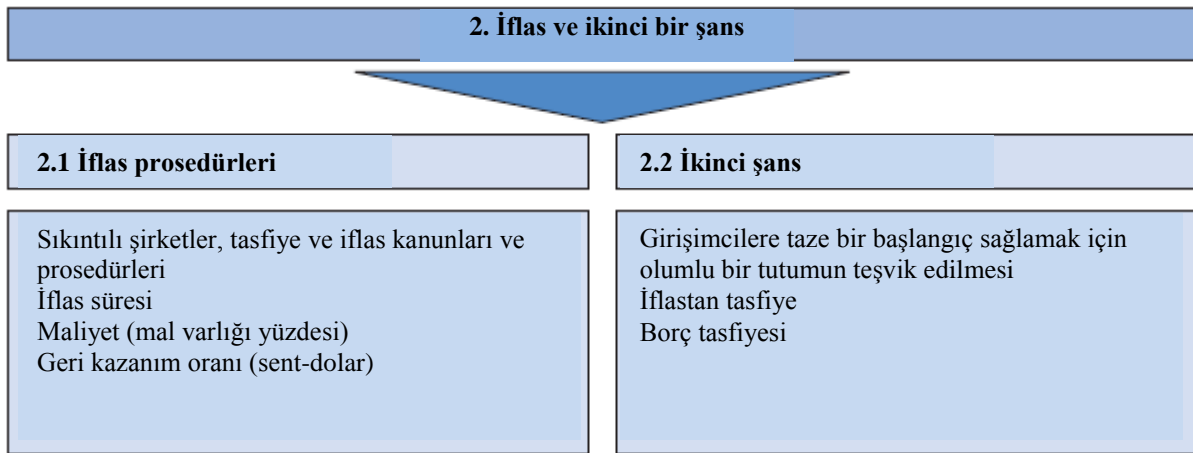 2. İflas ve ikinci bir şans
2.1 İflas prosedürleri
Sıkıntılı şirketler, tasfiye ve iflas kanunları ve
prosedürleri
İflas süresi
Maliyet (mal varlığı yüzdesi)
Geri kazanım oranı (sent-dolar)
2.2 İkinci şans
Girişimcilere taze bir başlangıç sağlamak için
olumlu bir tutumun teşvik edilmesi
İflastan tasfiye
Borç tasfiyesi